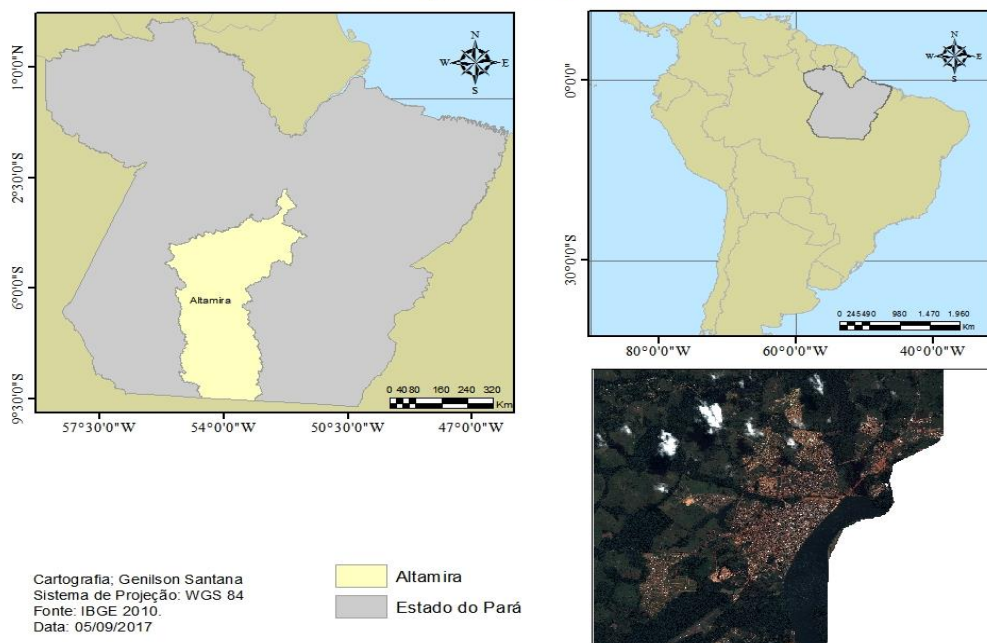 N
W E
S
1°0'0"N
2°30'0"S
6°0'0"S
9°30'0"S
Altamira
0 40 80 160 240 320
Km
57°30'0"W 54°0'0"W 50°30'0"W 47°0'0"W
N
W E
S
0°0'0"
30°0'0"S
0 245 490 980 1.470 1.960
Km
80°0'0"W 60°0'0"W 40°0'0"W
Cartografia; Genilson Santana
Sistema de Projeção: WGS 84
Fonte: IBGE 2010.
Data: 05/09/2017
Altamira
Estado do Pará